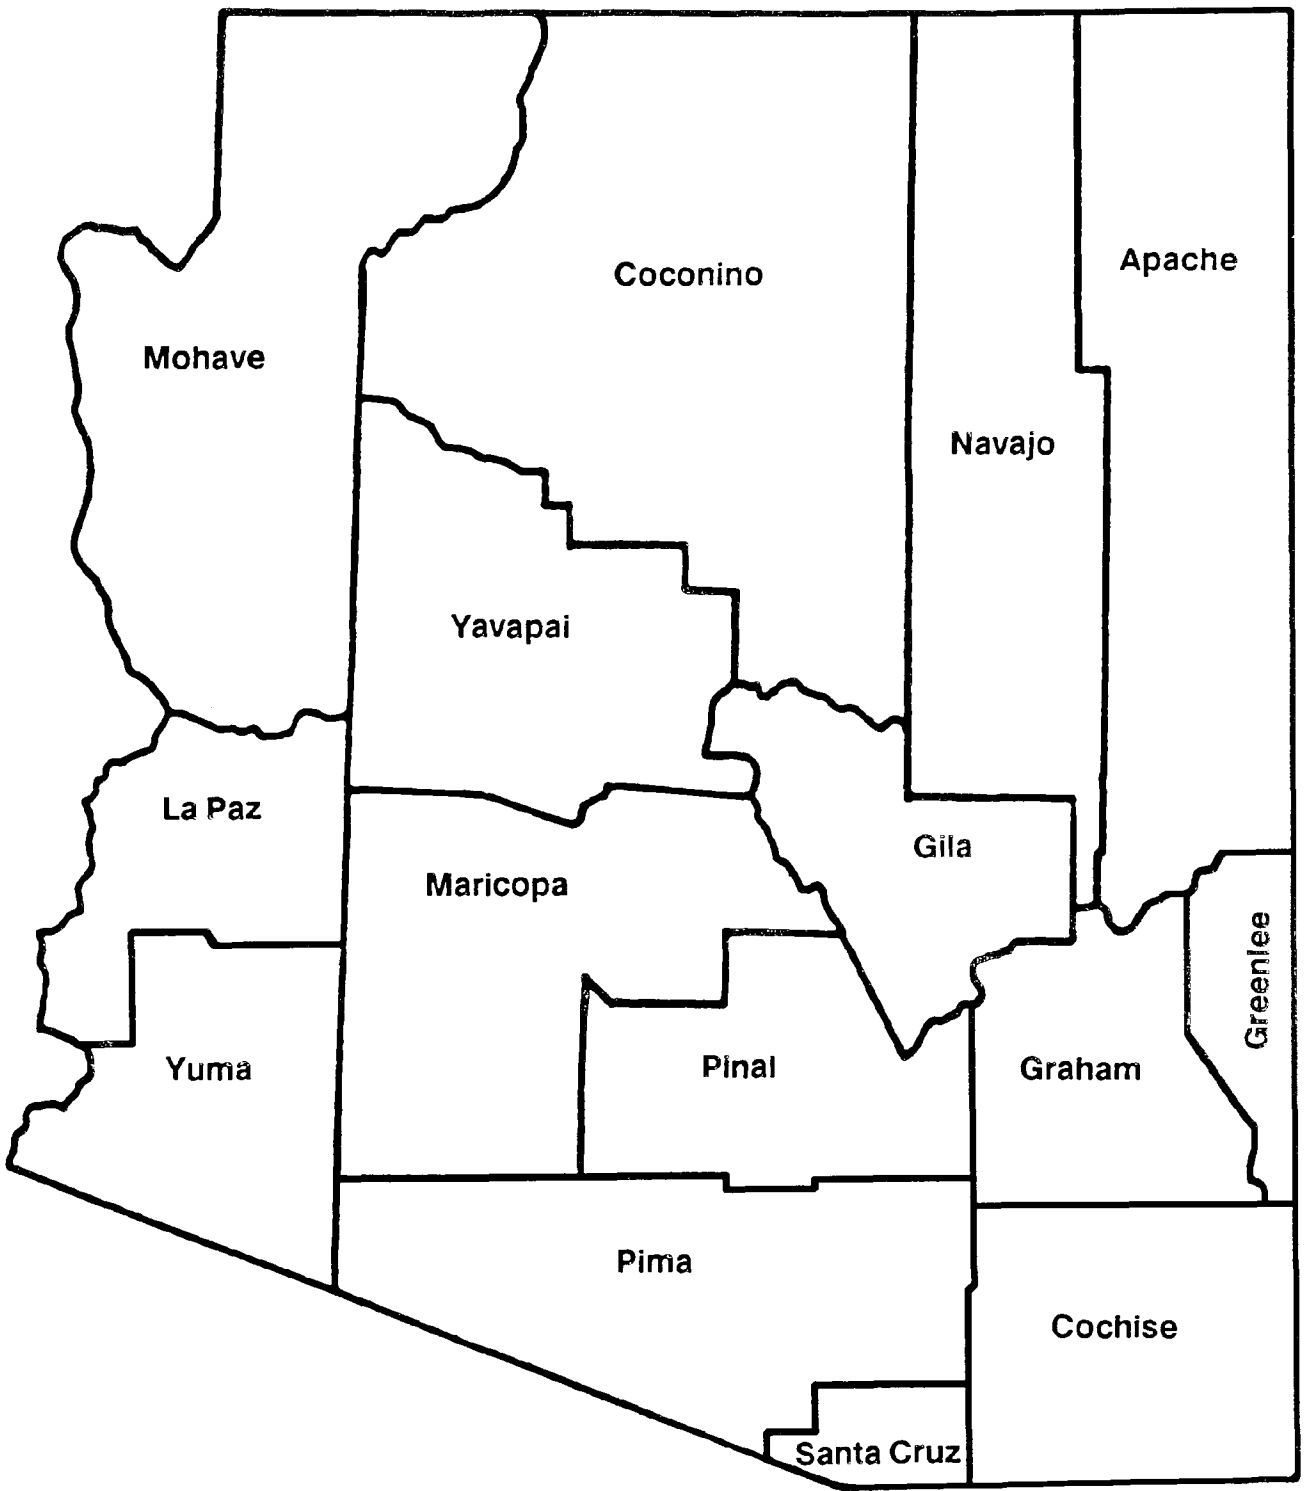 Apache
Coconino
Mohave
Navajo
Yavapai
La Paz
Gila
Maricopa
Greenlee
Yuma
Pinal
Graham
Pima
Cochise
Santa Cruz